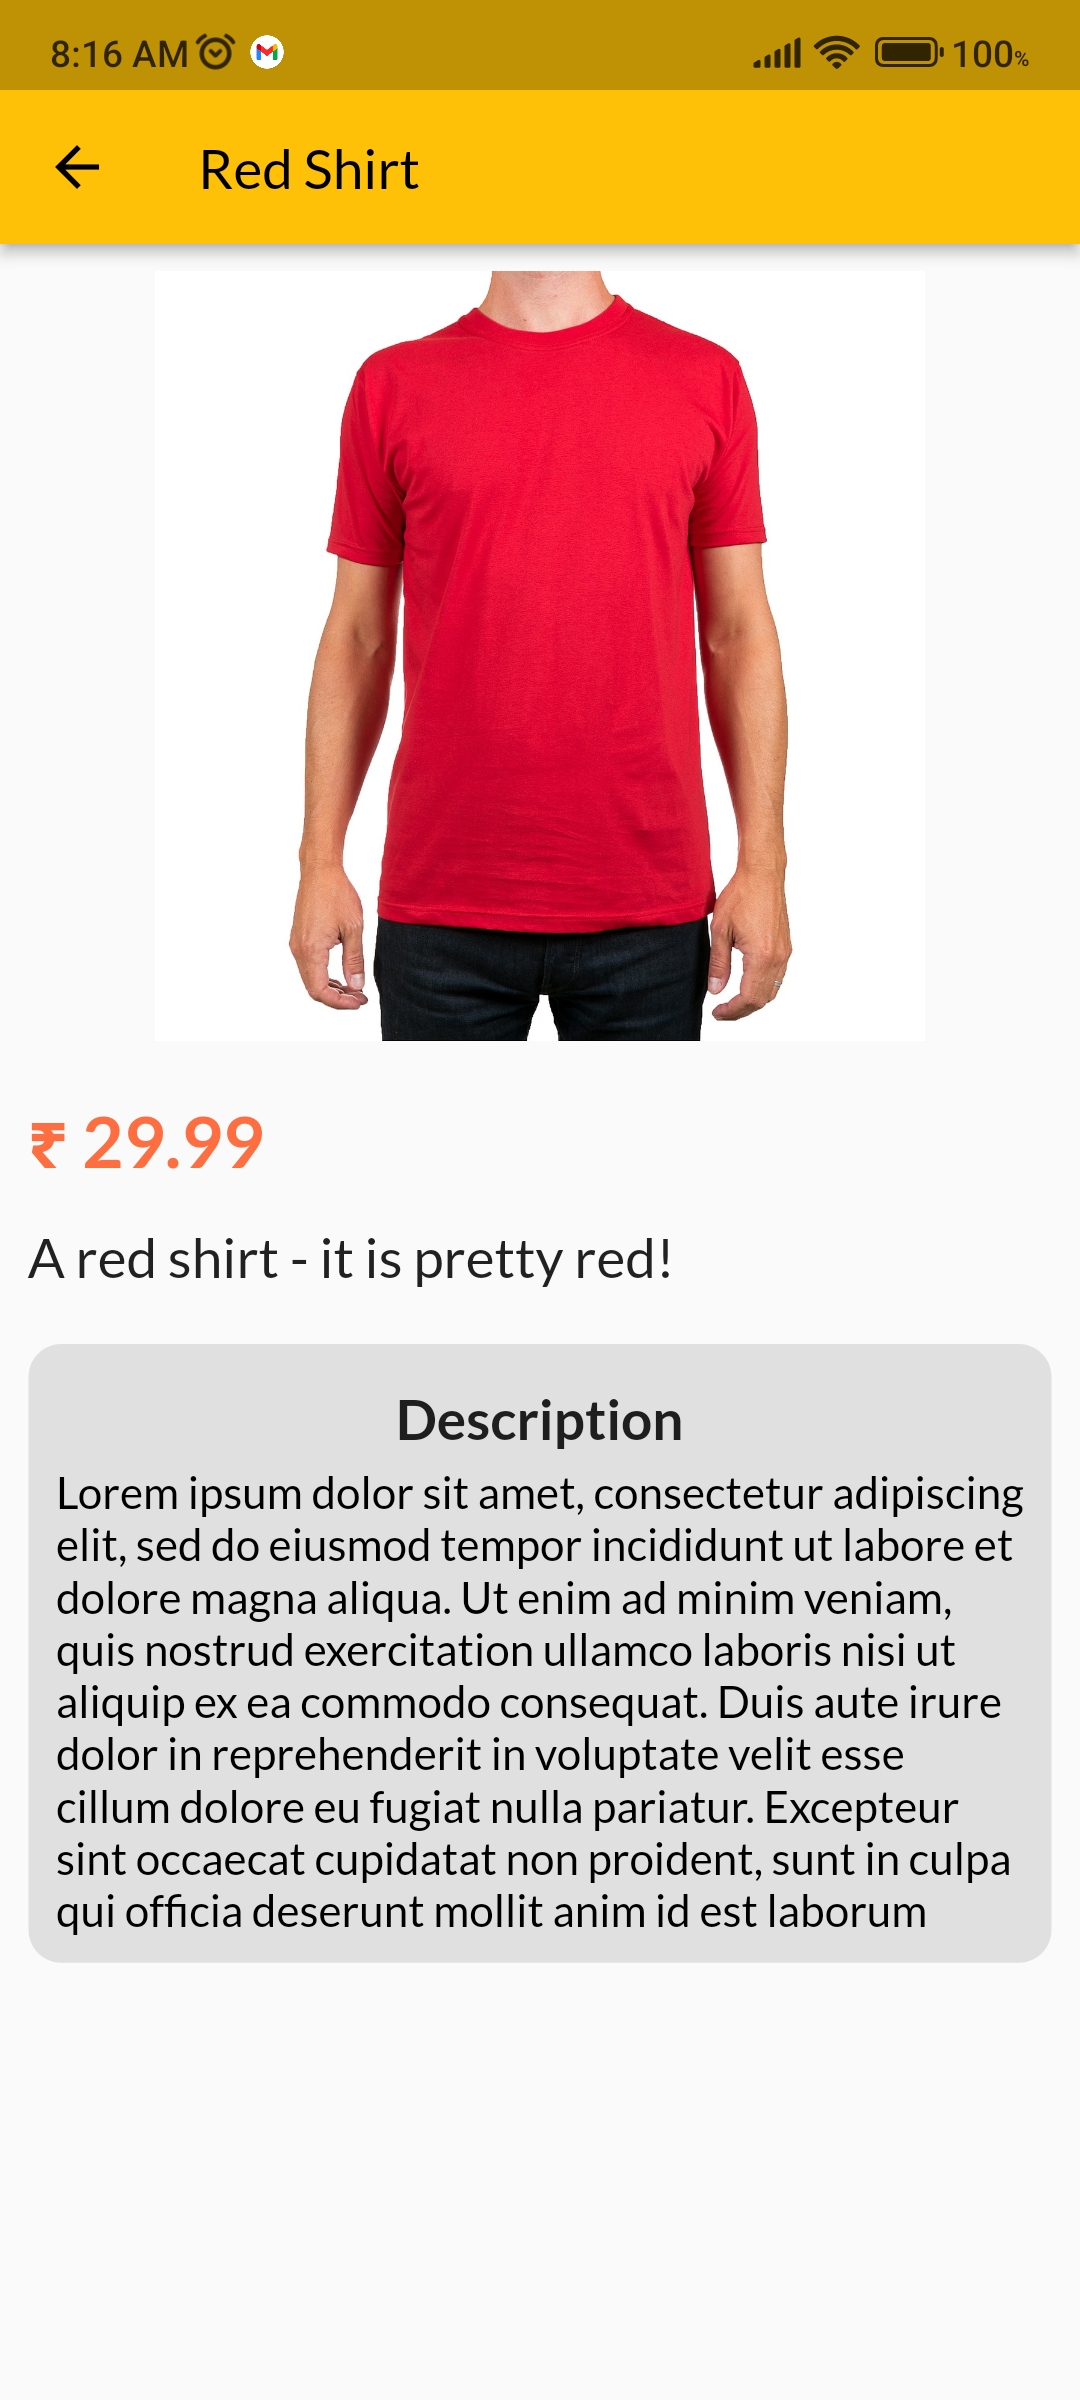 8:16 AM 100%
Red Shirt
₹ 29.99
A red shirt - it is pretty red!
Description
Lorem ipsum dolor sit amet, consectetur adipiscing
elit, sed do eiusmod tempor incididunt ut labore et
dolore magna aliqua. Ut enim ad minim veniam,
quis nostrud exercitation ullamco laboris nisi ut
aliquip ex ea commodo consequat. Duis aute irure
dolor in reprehenderit in voluptate velit esse
cillum dolore eu fugiat nulla pariatur. Excepteur
sint occaecat cupidatat non proident, sunt in culpa
qui officia deserunt mollit anim id est laborum